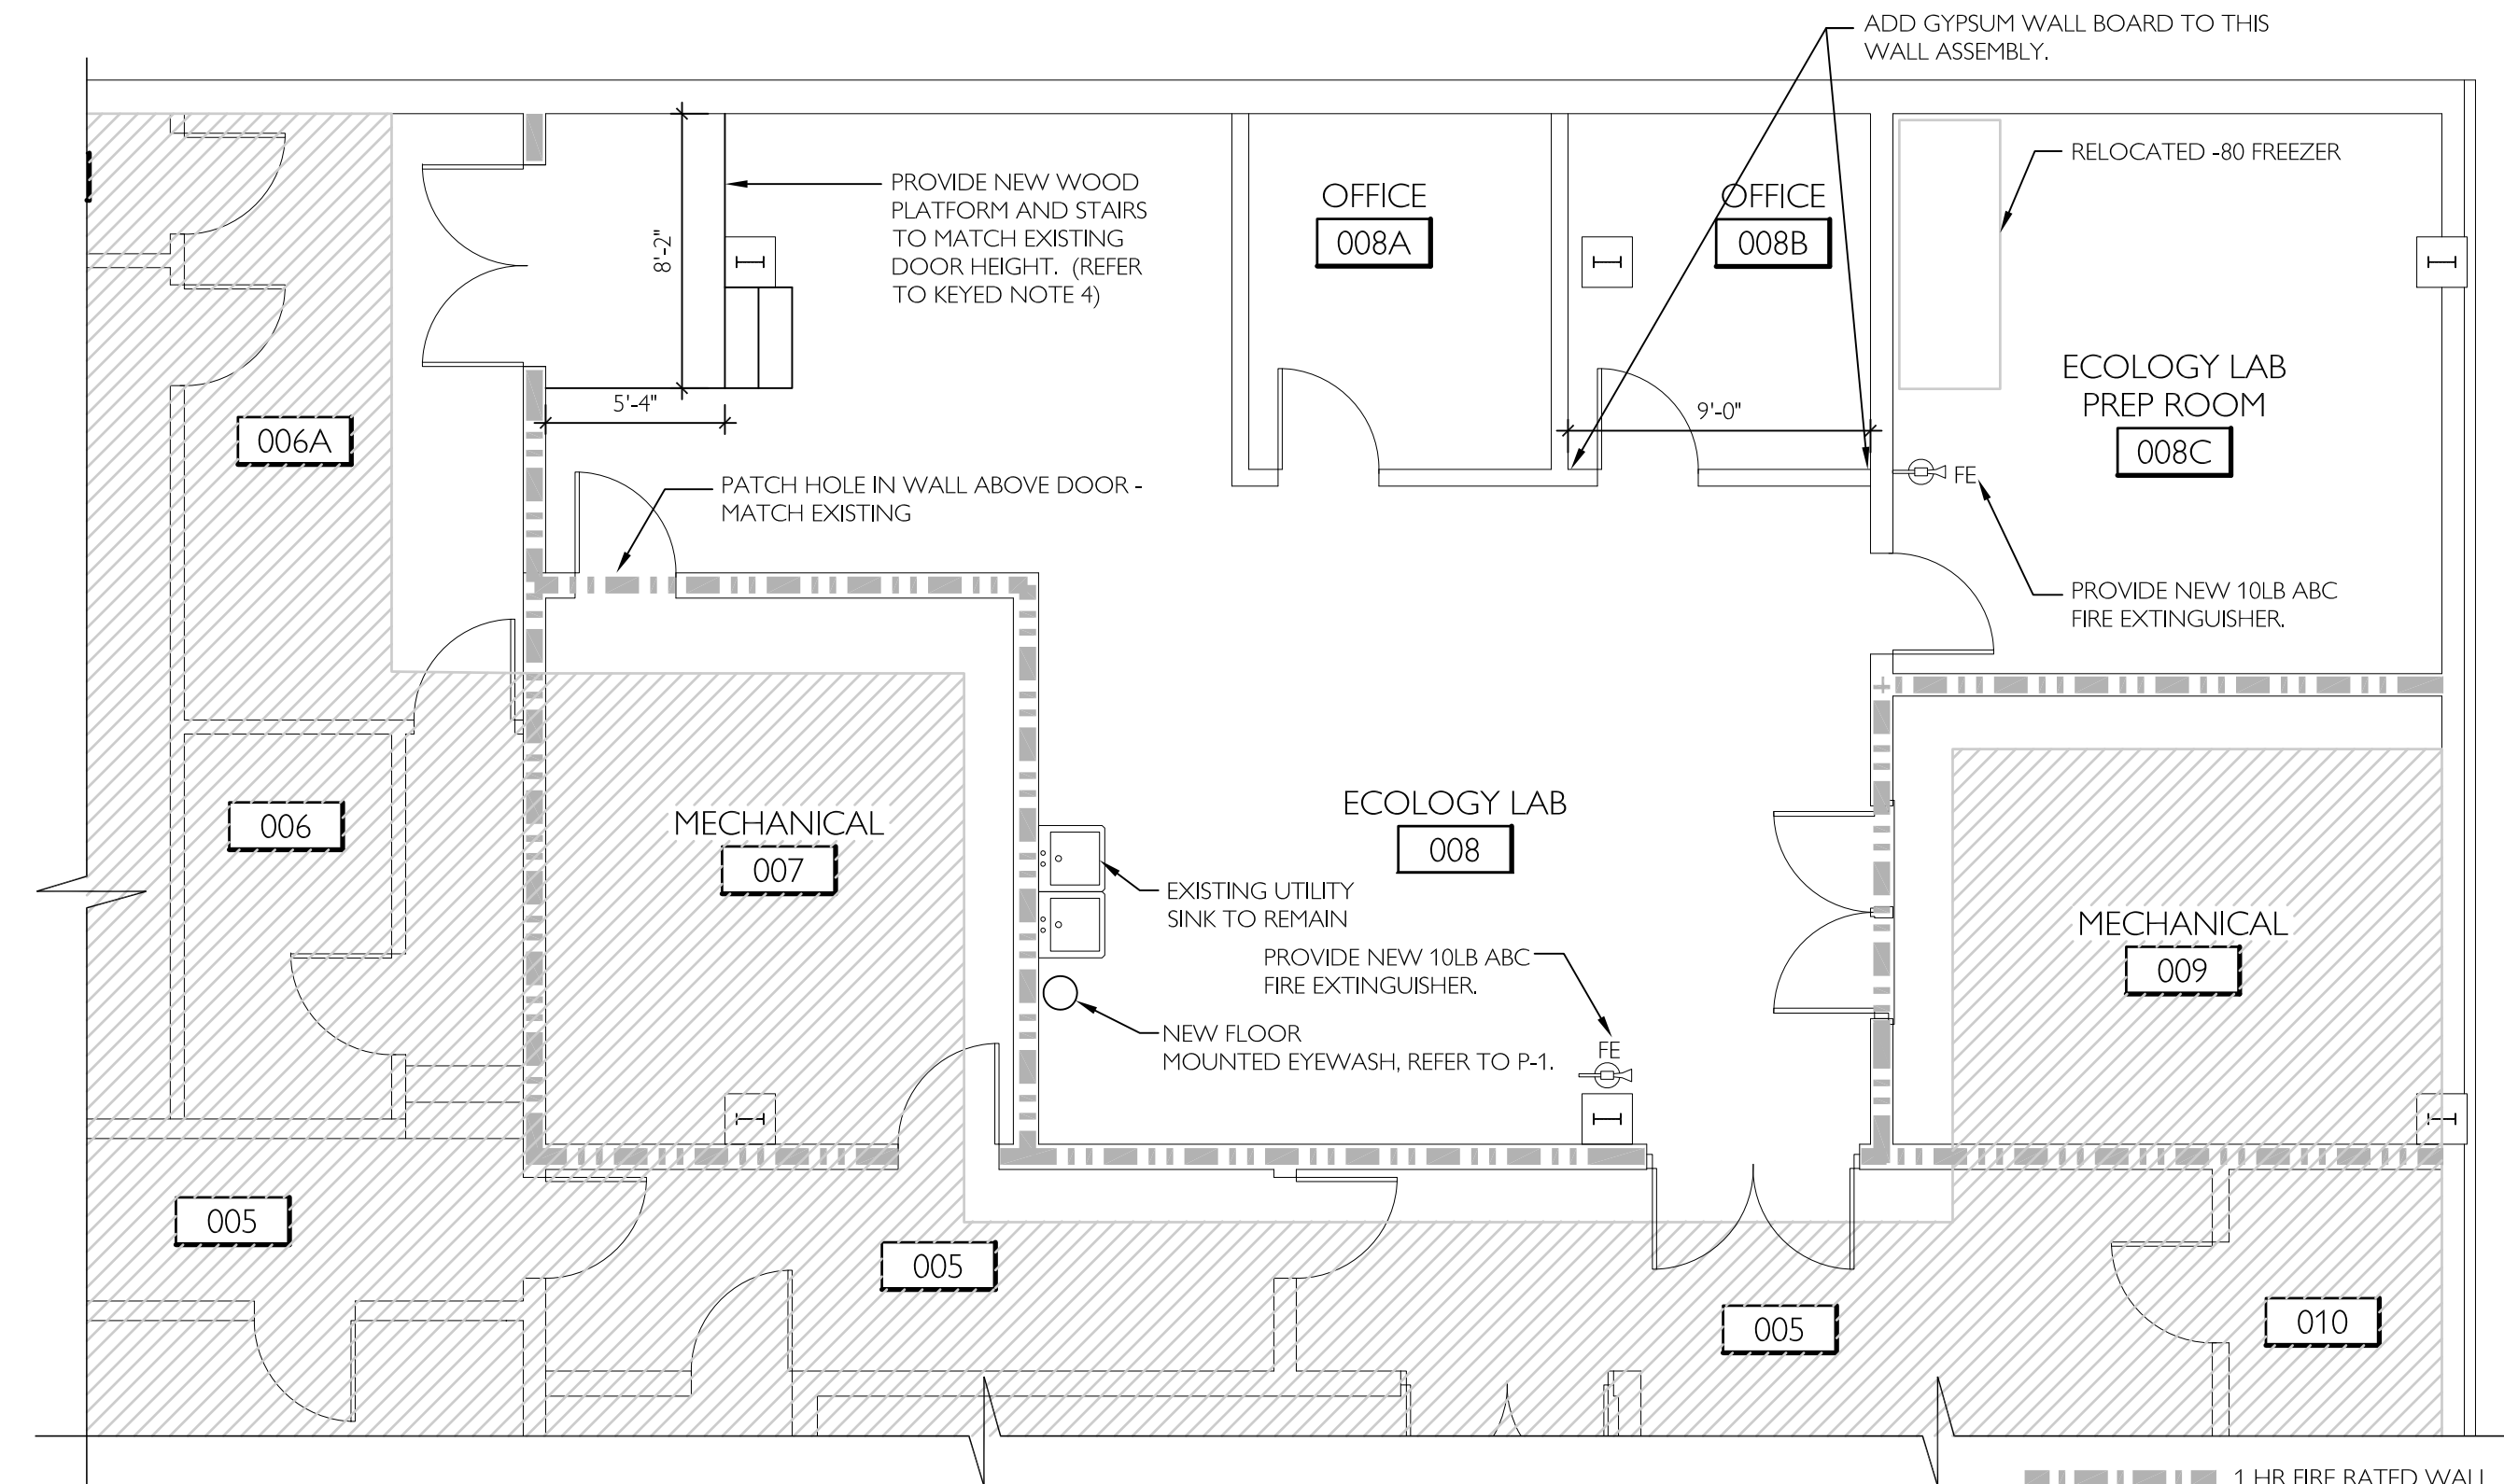 ADD GYPSUM WALL BOARD TO THIS
WALL ASSEMBLY.
RELOCATED -80 FREEZER
PROVIDE NEW WOOD
PLATFORM AND STAIRS
TO MATCH EXISTING
DOOR HEIGHT. (REFER
TO KEYED NOTE 4)
8'-2"
OFFICE
008A
OFFICE
008B
ECOLOGY LAB
PREP ROOM
008C
5'-4"
9'-0"
006A
FE
PATCH HOLE IN WALL ABOVE DOOR -
MATCH EXISTING
PROVIDE NEW 10LB ABC
FIRE EXTINGUISHER.
006
MECHANICAL
007
ECOLOGY LAB
008
EXISTING UTILITY
SINK TO REMAIN
MECHANICAL
009
PROVIDE NEW 10LB ABC
FIRE EXTINGUISHER.
NEW FLOOR
MOUNTED EYEWASH, REFER TO P-1.
FE
005
005
005
010
1 HR FIRE RATED WALL